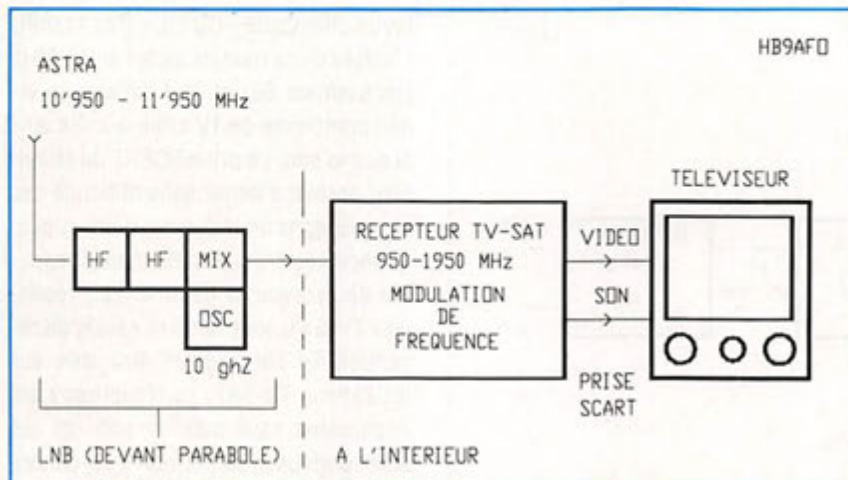 HB9AFO
ASTRA
10'950 - 11'950 MHz
TELEVISEUR
HF HF MIX
OSC
10 ghZ
RECEPTEUR TV-SAT
950-1950 MHz
MODULATION
DE
FREQUENCE
VIDEO
SON
PRISE
SCART
LNB (DEVANT PARABOLE)
A L'INTERIEUR